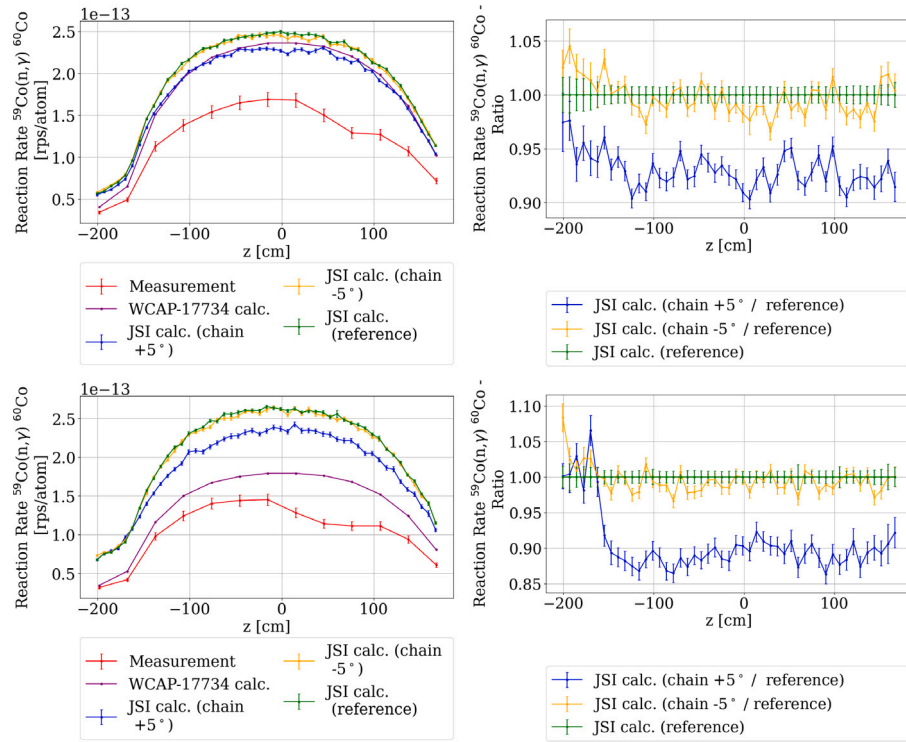 1e−13
Reaction Rate ⁵⁹Co(n,γ) ⁶⁰Co
[rps/atom]
2.5
2.0
1.5
1.0
0.5
−200
−100
0
100
z [cm]
Measurement
WCAP-17734 calc.
JSI calc. (chain
+5°)
JSI calc. (chain
-5°)
JSI calc.
(reference)
Reaction Rate ⁵⁹Co(n,γ) ⁶⁰Co -
Ratio
1.05
1.00
0.95
0.90
−200
−100
0
100
z [cm]
JSI calc. (chain +5° / reference)
JSI calc. (chain -5° / reference)
JSI calc. (reference)
1e−13
Reaction Rate ⁵⁹Co(n,γ) ⁶⁰Co
[rps/atom]
2.5
2.0
1.5
1.0
0.5
−200
−100
0
100
z [cm]
Measurement
WCAP-17734 calc.
JSI calc. (chain
+5°)
JSI calc. (chain
-5°)
JSI calc.
(reference)
Reaction Rate ⁵⁹Co(n,γ) ⁶⁰Co -
Ratio
1.10
1.05
1.00
0.95
0.90
0.85
−200
−100
0
100
z [cm]
JSI calc. (chain +5° / reference)
JSI calc. (chain -5° / reference)
JSI calc. (reference)